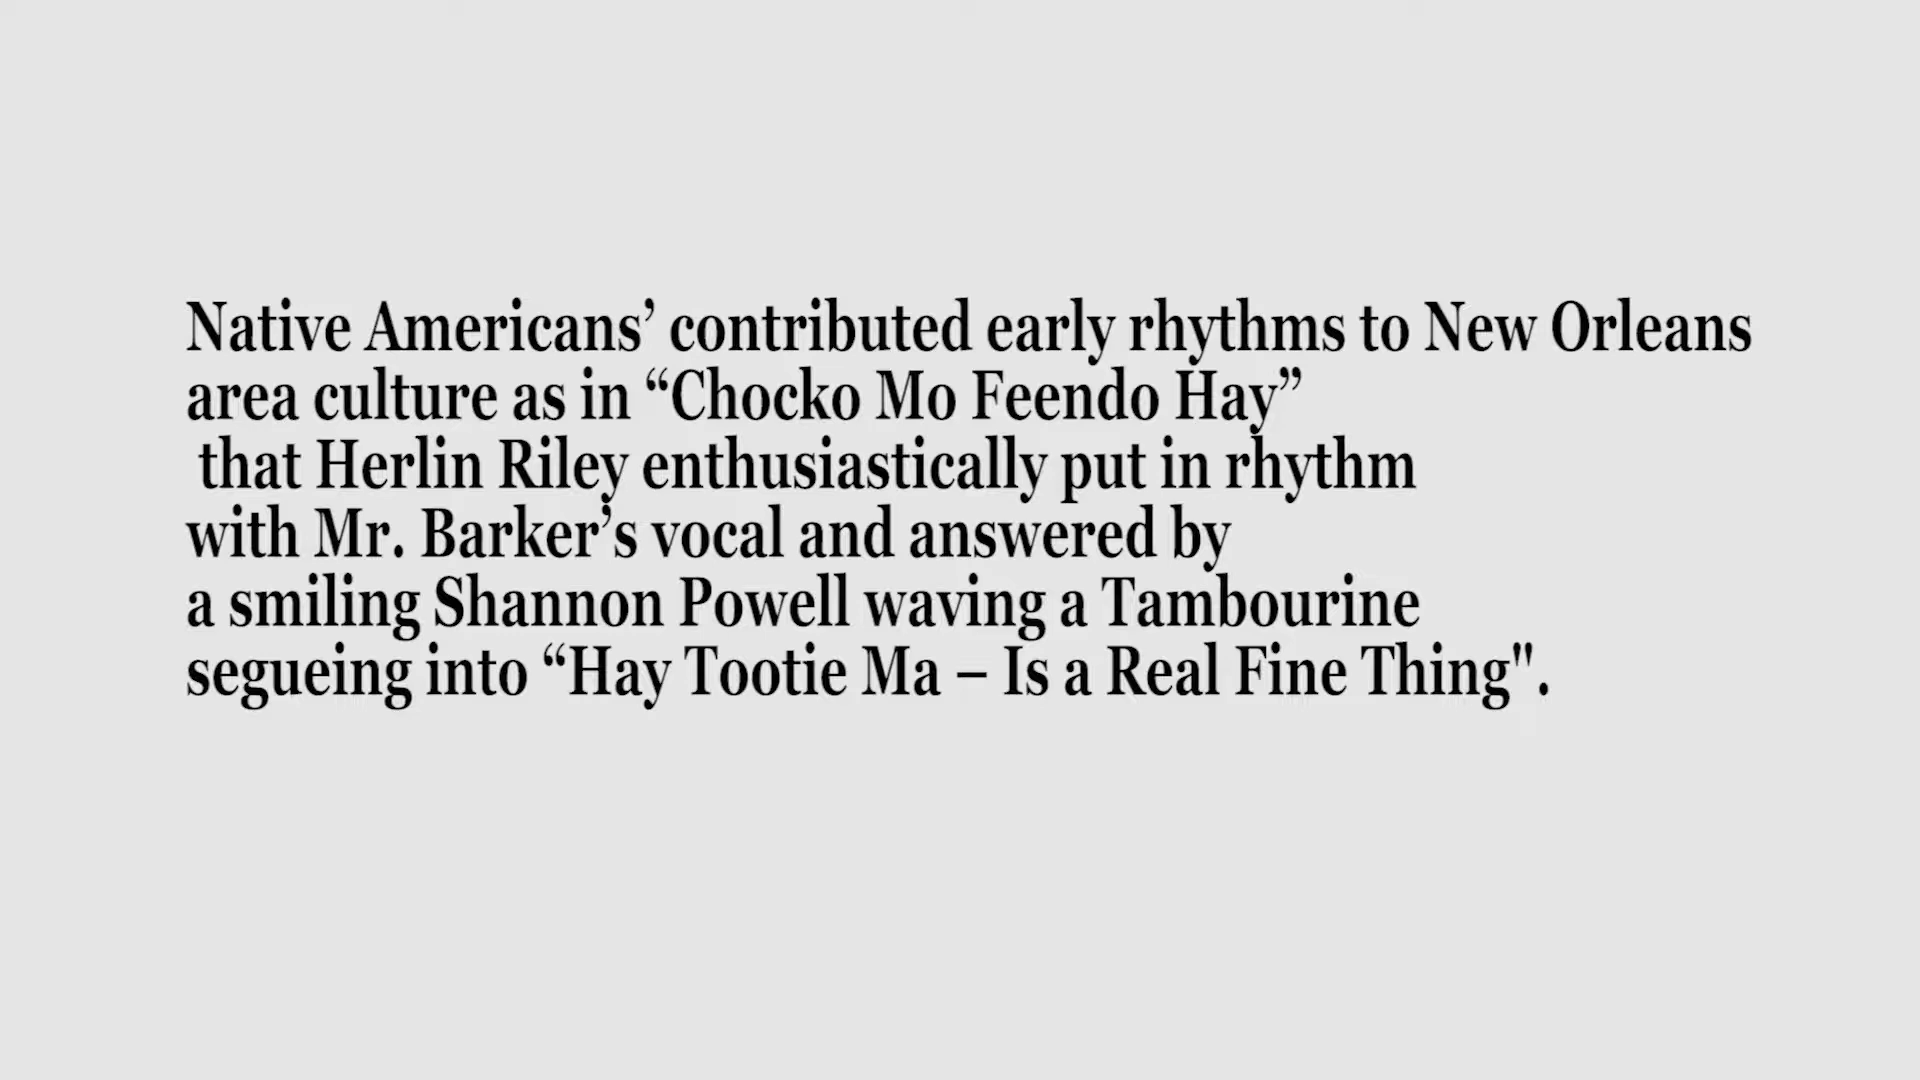 Native Americans’ contributed early rhythms to New Orleans
area culture as in “Chocko Mo Feendo Hay”
that Herlin Riley enthusiastically put in rhythm
with Mr. Barker’s vocal and answered by
a smiling Shannon Powell waving a Tambourine
segueing into “Hay Tootie Ma – Is a Real Fine Thing".